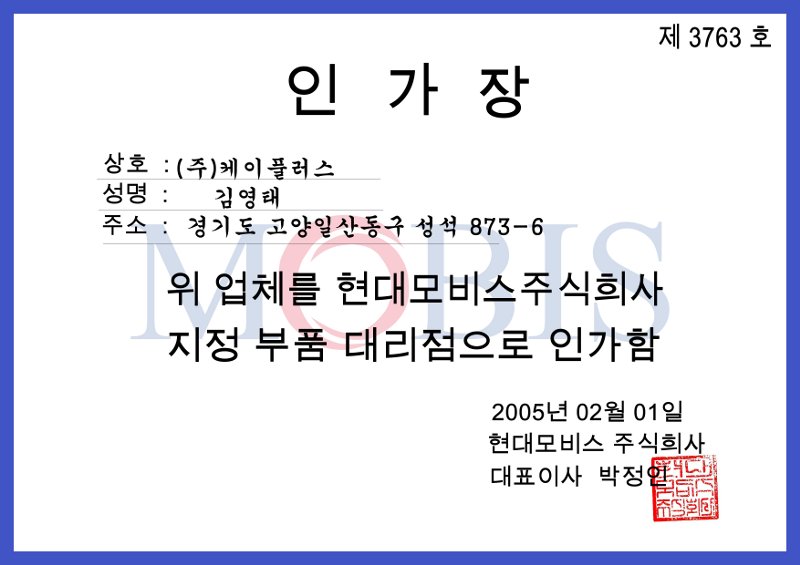 제 3763 호
인 가 장
상호 : (주)케이플러스
성명 : 김영태
주소 : 경기도 고양일산동구 성석 873-6
MOBIS
위 업체를 현대모비스주식희사
지정 부품 대리점으로 인가함
2005년 02월 01일
현대모비스 주식희사
대표이사 박정인